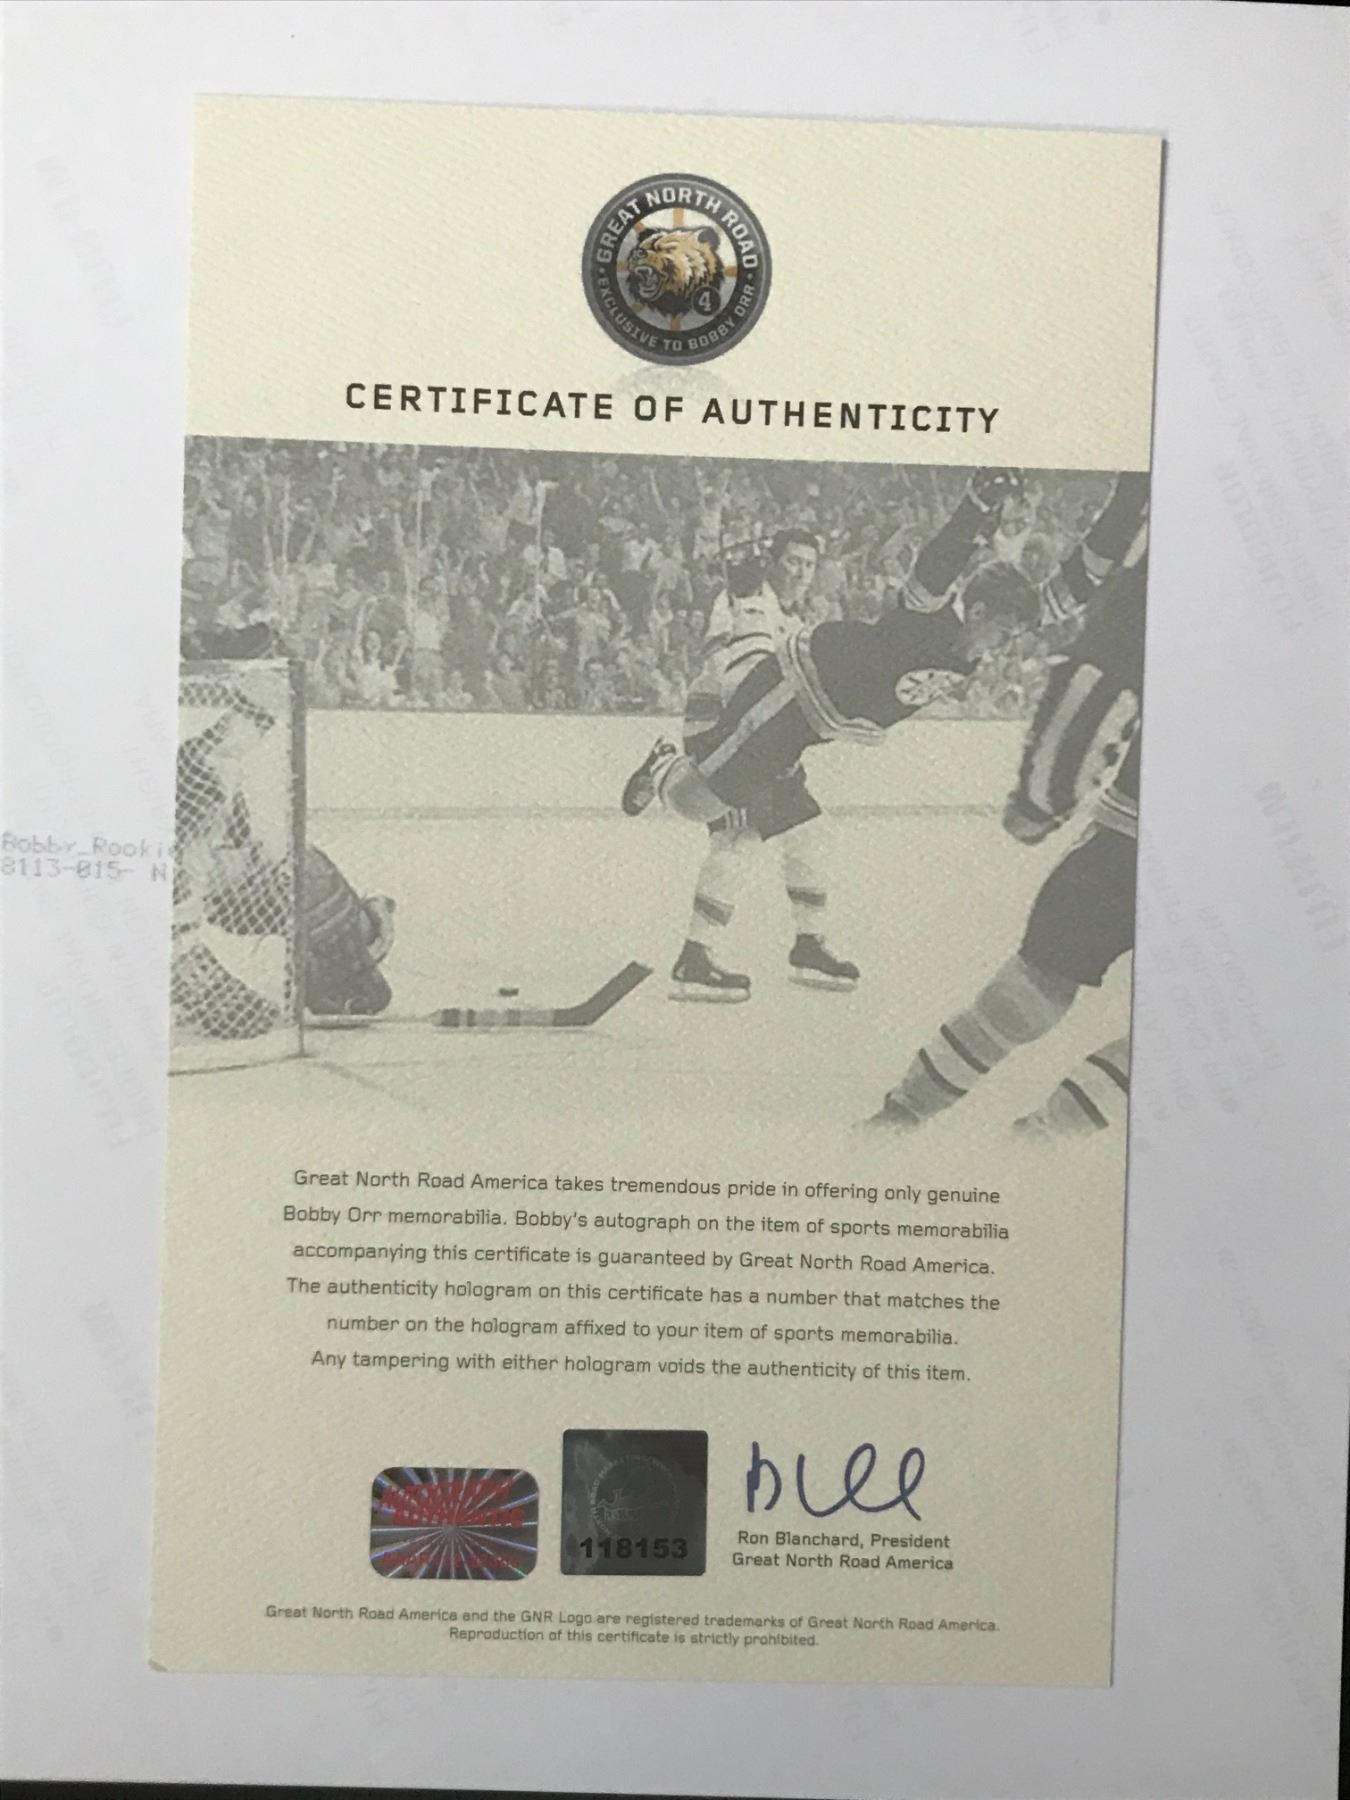 GREAT NORTH ROAD
4
EXCLUSIVE TO BOBBY ORR
CERTIFICATE OF AUTHENTICITY
Bobby_Rooki
8113-015- N
Great North Road America takes tremendous pride in offering only genuine
Bobby Orr memorabilia. Bobby's autograph on the item of sports memorabilia
accompanying this certificate is guaranteed by Great North Road America.
The authenticity hologram on this certificate has a number that matches the
number on the hologram affixed to your item of sports memorabilia.
Any tampering with either hologram voids the authenticity of this item.
AUTOGRAPH
AUTHENTIC
118153
Ron Blanchard, President
Great North Road America
Great North Road America and the GNR Logo are registered trademarks of Great North Road America.
Reproduction of this certificate is strictly prohibited.